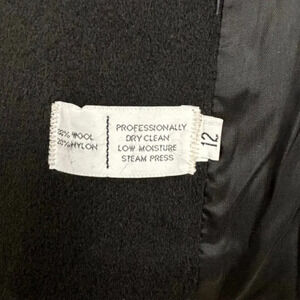 80% WOOL
20% NYLON
PROFESSIONALLY
DRY CLEAN
LOW MOISTURE
STEAM PRESS
12